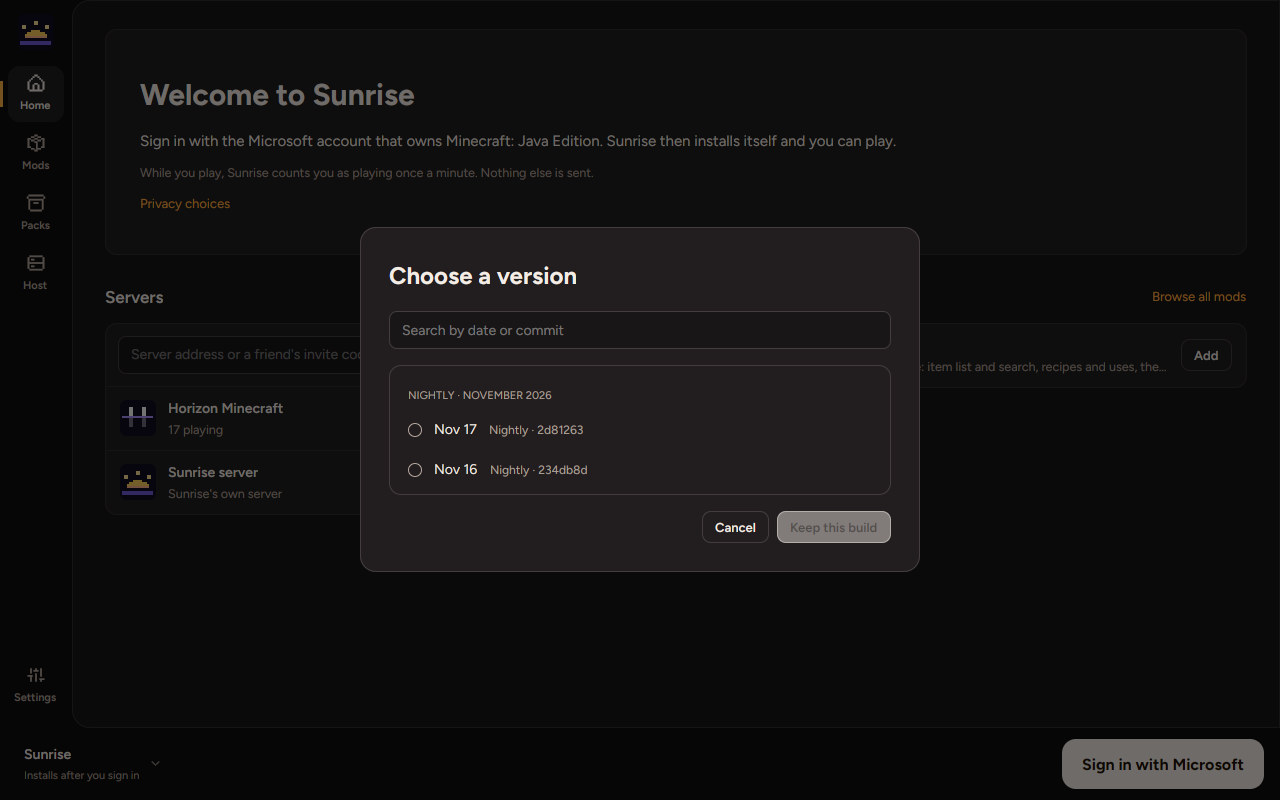 Home
Mods
Packs
Host
Settings
Welcome to Sunrise
Sign in with the Microsoft account that owns Minecraft: Java Edition. Sunrise then installs itself and you can play.
While you play, Sunrise counts you as playing once a minute. Nothing else is sent.
Privacy choices
Servers
Browse all mods
Server address or a friend's invite
: item list and search, recipes and uses, the...
Add
Horizon Minecraft
17 playing
Sunrise server
Sunrise's own server
Choose a version
Search by date or commit
NIGHTLY · NOVEMBER 2026
Nov 17 Nightly · 2d81263
Nov 16 Nightly · 234db8d
Cancel
Keep this build
Sunrise
Installs after you sign in
Sign in with Microsoft